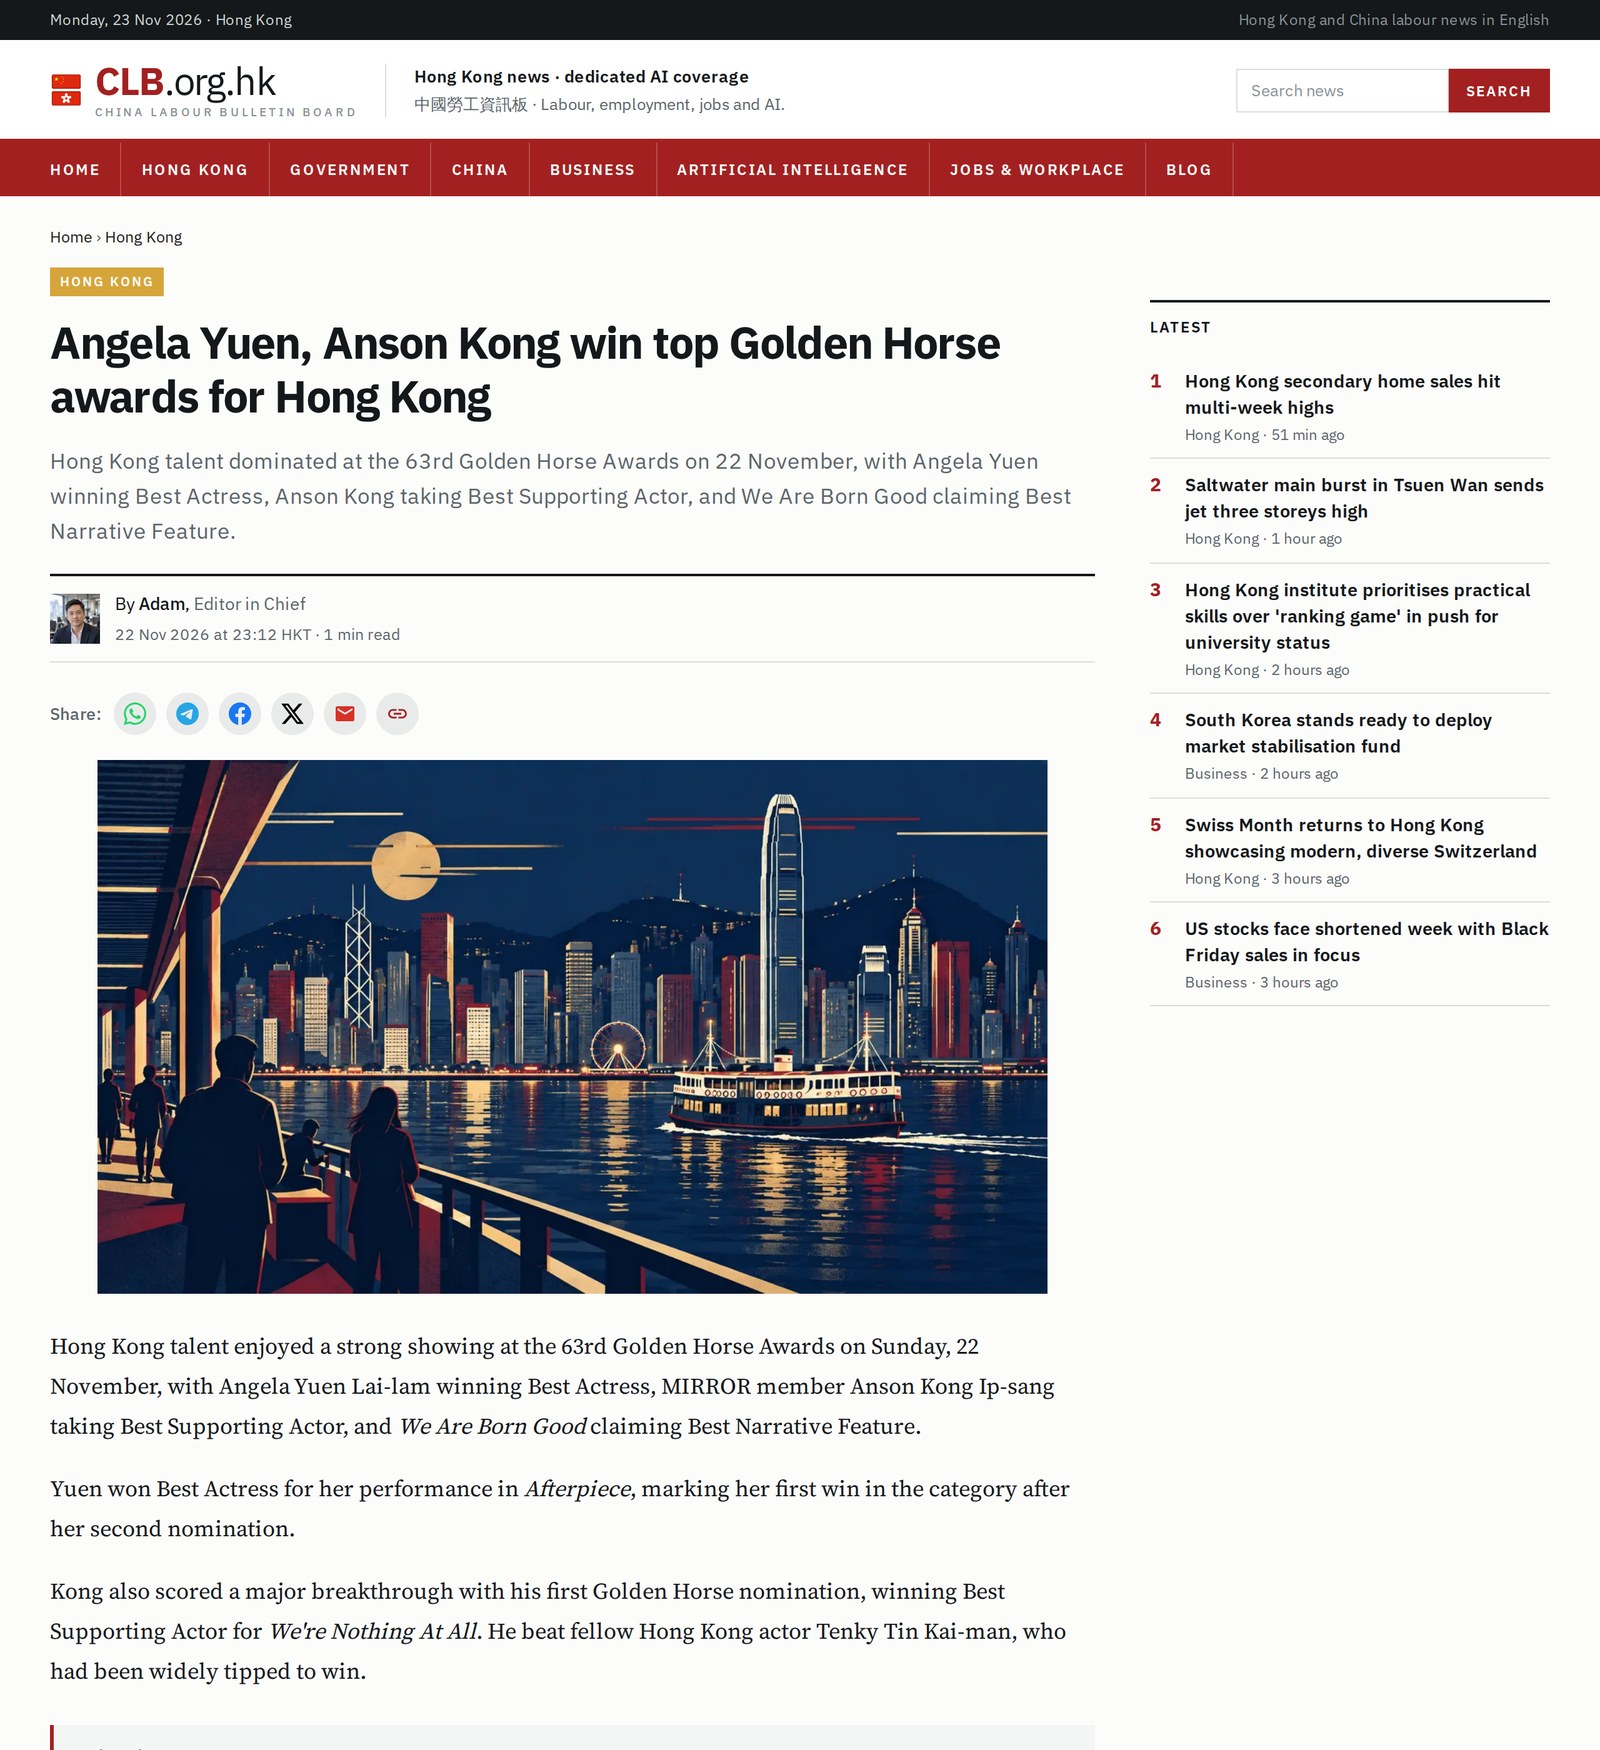 Monday, 23 Nov 2026 · Hong Kong
Hong Kong and China labour news in English
CLB.org.hk
CHINA LABOUR BULLETIN BOARD
Hong Kong news · dedicated AI coverage
中國勞工資訊板 · Labour, employment, jobs and AI.
Search news
SEARCH
HOME
HONG KONG
GOVERNMENT
CHINA
BUSINESS
ARTIFICIAL INTELLIGENCE
JOBS & WORKPLACE
BLOG
Home › Hong Kong
HONG KONG
Angela Yuen, Anson Kong win top Golden Horse
awards for Hong Kong
Hong Kong talent dominated at the 63rd Golden Horse Awards on 22 November, with Angela Yuen
winning Best Actress, Anson Kong taking Best Supporting Actor, and We Are Born Good claiming Best
Narrative Feature.
By Adam, Editor in Chief
22 Nov 2026 at 23:12 HKT · 1 min read
Share:
Hong Kong talent enjoyed a strong showing at the 63rd Golden Horse Awards on Sunday, 22
November, with Angela Yuen Lai-lam winning Best Actress, MIRROR member Anson Kong Ip-sang
taking Best Supporting Actor, and We Are Born Good claiming Best Narrative Feature.
Yuen won Best Actress for her performance in Afterpiece, marking her first win in the category after
her second nomination.
Kong also scored a major breakthrough with his first Golden Horse nomination, winning Best
Supporting Actor for We're Nothing At All. He beat fellow Hong Kong actor Tenky Tin Kai-man, who
had been widely tipped to win.
LATEST
1
Hong Kong secondary home sales hit
multi-week highs
Hong Kong · 51 min ago
2
Saltwater main burst in Tsuen Wan sends
jet three storeys high
Hong Kong · 1 hour ago
3
Hong Kong institute prioritises practical
skills over 'ranking game' in push for
university status
Hong Kong · 2 hours ago
4
South Korea stands ready to deploy
market stabilisation fund
Business · 2 hours ago
5
Swiss Month returns to Hong Kong
showcasing modern, diverse Switzerland
Hong Kong · 3 hours ago
6
US stocks face shortened week with Black
Friday sales in focus
Business · 3 hours ago